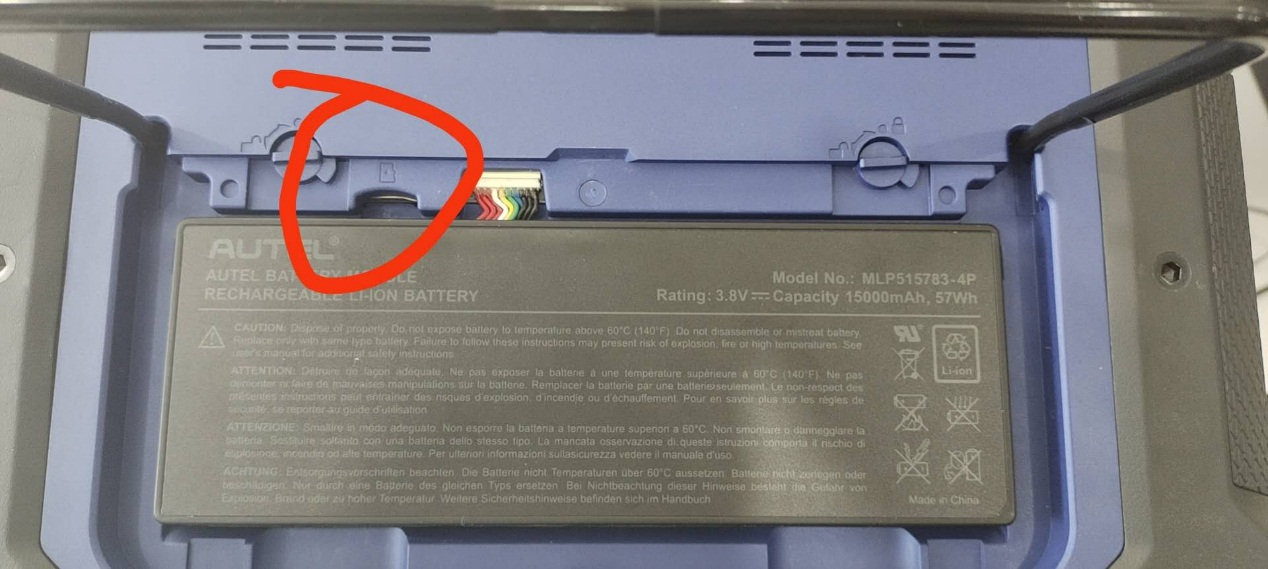 AUTEL®
AUTEL BATTERY MODULE
RECHARGEABLE LI-ION BATTERY
Model No.: MLP515783-4P
Rating: 3.8V⎓Capacity 15000mAh, 57Wh
CAUTION: Dispose of properly. Do not expose battery to temperature above 60°C (140°F). Do not disassemble or mistreat battery.
Replace only with same type battery. Failure to follow these instructions may present risk of explosion, fire or high temperatures. See
user's manual for additional safety instructions.
ATTENTION: Détruire de façon adéquate. Ne pas exposer la batterie à une température supérieure à 60°C (140°F). Ne pas
démonter ni faire de mauvaises manipulations sur la batterie. Remplacer la batterie par une batterie seulement. Le non-respect des
présentes instructions peut entraîner des risques d'explosion, d'incendie ou d'échauffement. Pour en savoir plus sur les règles de
sécurité, se reporter au guide d'utilisation.
ATTENZIONE: Smaltire in modo adeguato. Non esporre la batteria a temperature superiori a 60°C. Non smontare o danneggiare la
batteria. Sostituire soltanto con una batteria dello stesso tipo. La mancata osservazione di queste istruzioni comporta il rischio di
esplosione, incendio od alte temperature. Per ulteriori informazioni sulla sicurezza vedere il manuale d'uso.
ACHTUNG: Entsorgungsvorschriften beachten. Die Batterie nicht Temperaturen über 60°C aussetzen. Batterie nicht zerlegen oder
beschädigen. Nur durch eine Batterie des gleichen Typs ersetzen. Bei Nichtbeachtung dieser Hinweise besteht die Gefahr von
Explosion, Brand oder zu hoher Temperatur. Weitere Sicherheitshinweise befinden sich im Handbuch
Li-ion
Made in China